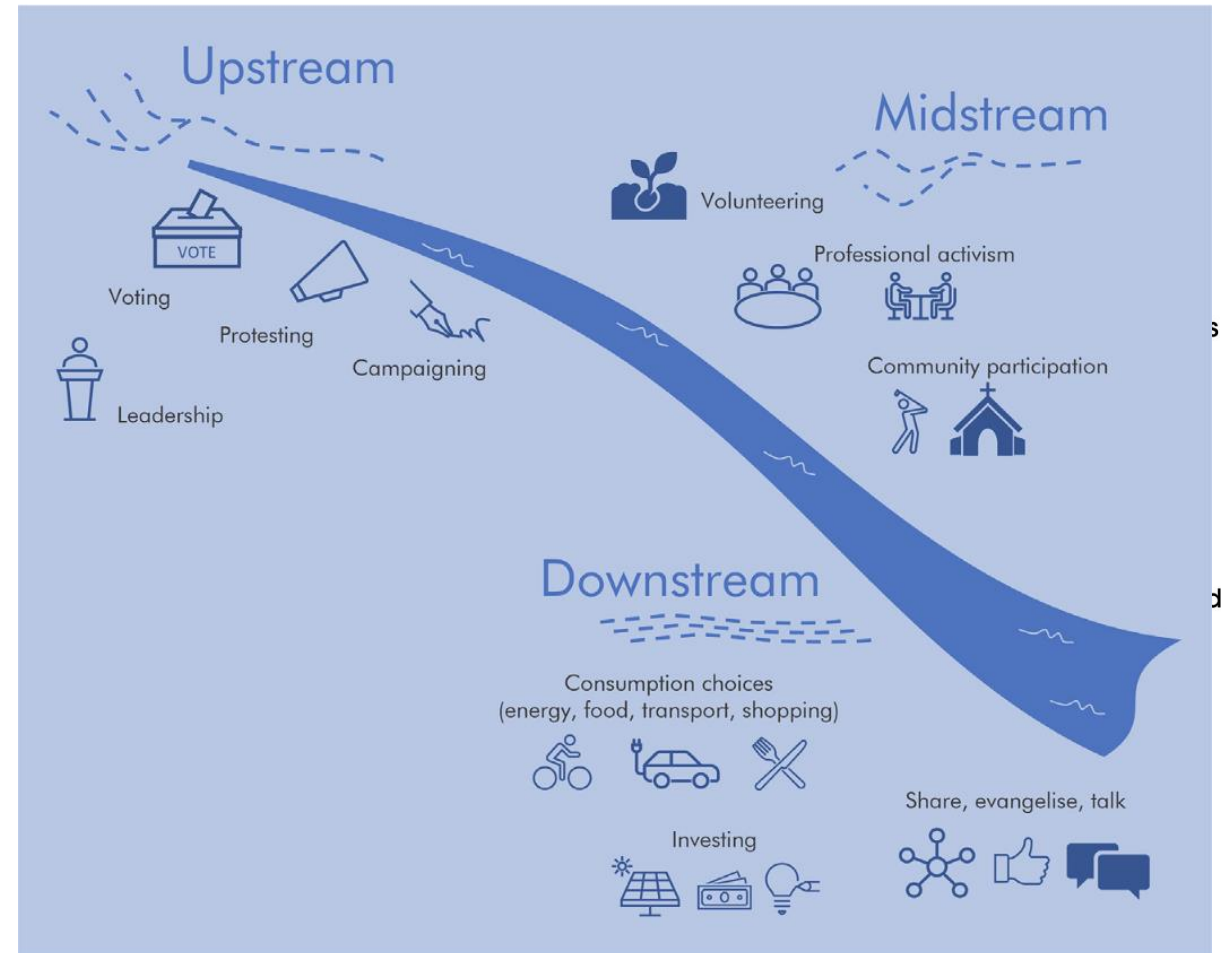 Upstream
Midstream
Volunteering
VOTE
Professional activism
Voting
Protesting
s
Campaigning
Community participation
Leadership
Downstream
d
Consumption choices
(energy, food, transport, shopping)
Share, evangelise, talk
Investing